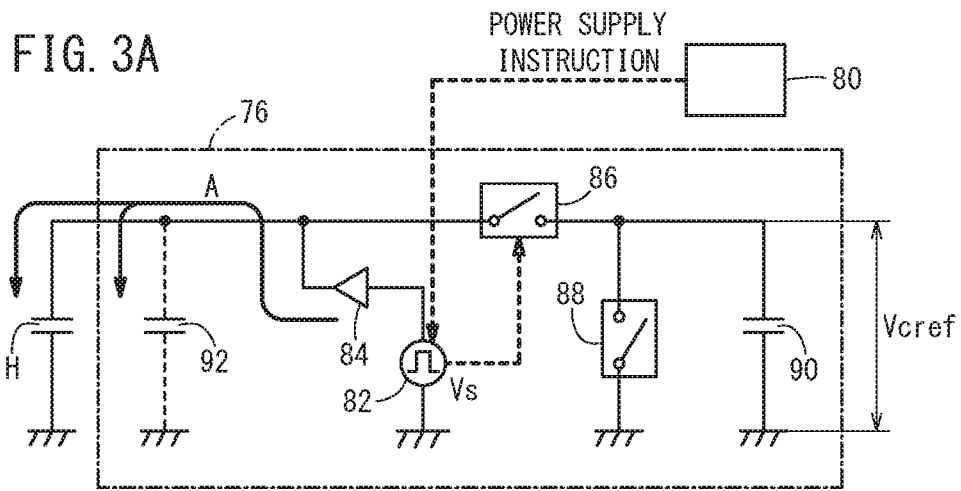 FIG. 3A
POWER SUPPLY
INSTRUCTION
80
76
A
86
88
84
H
92
82
Vs
90
Vcref